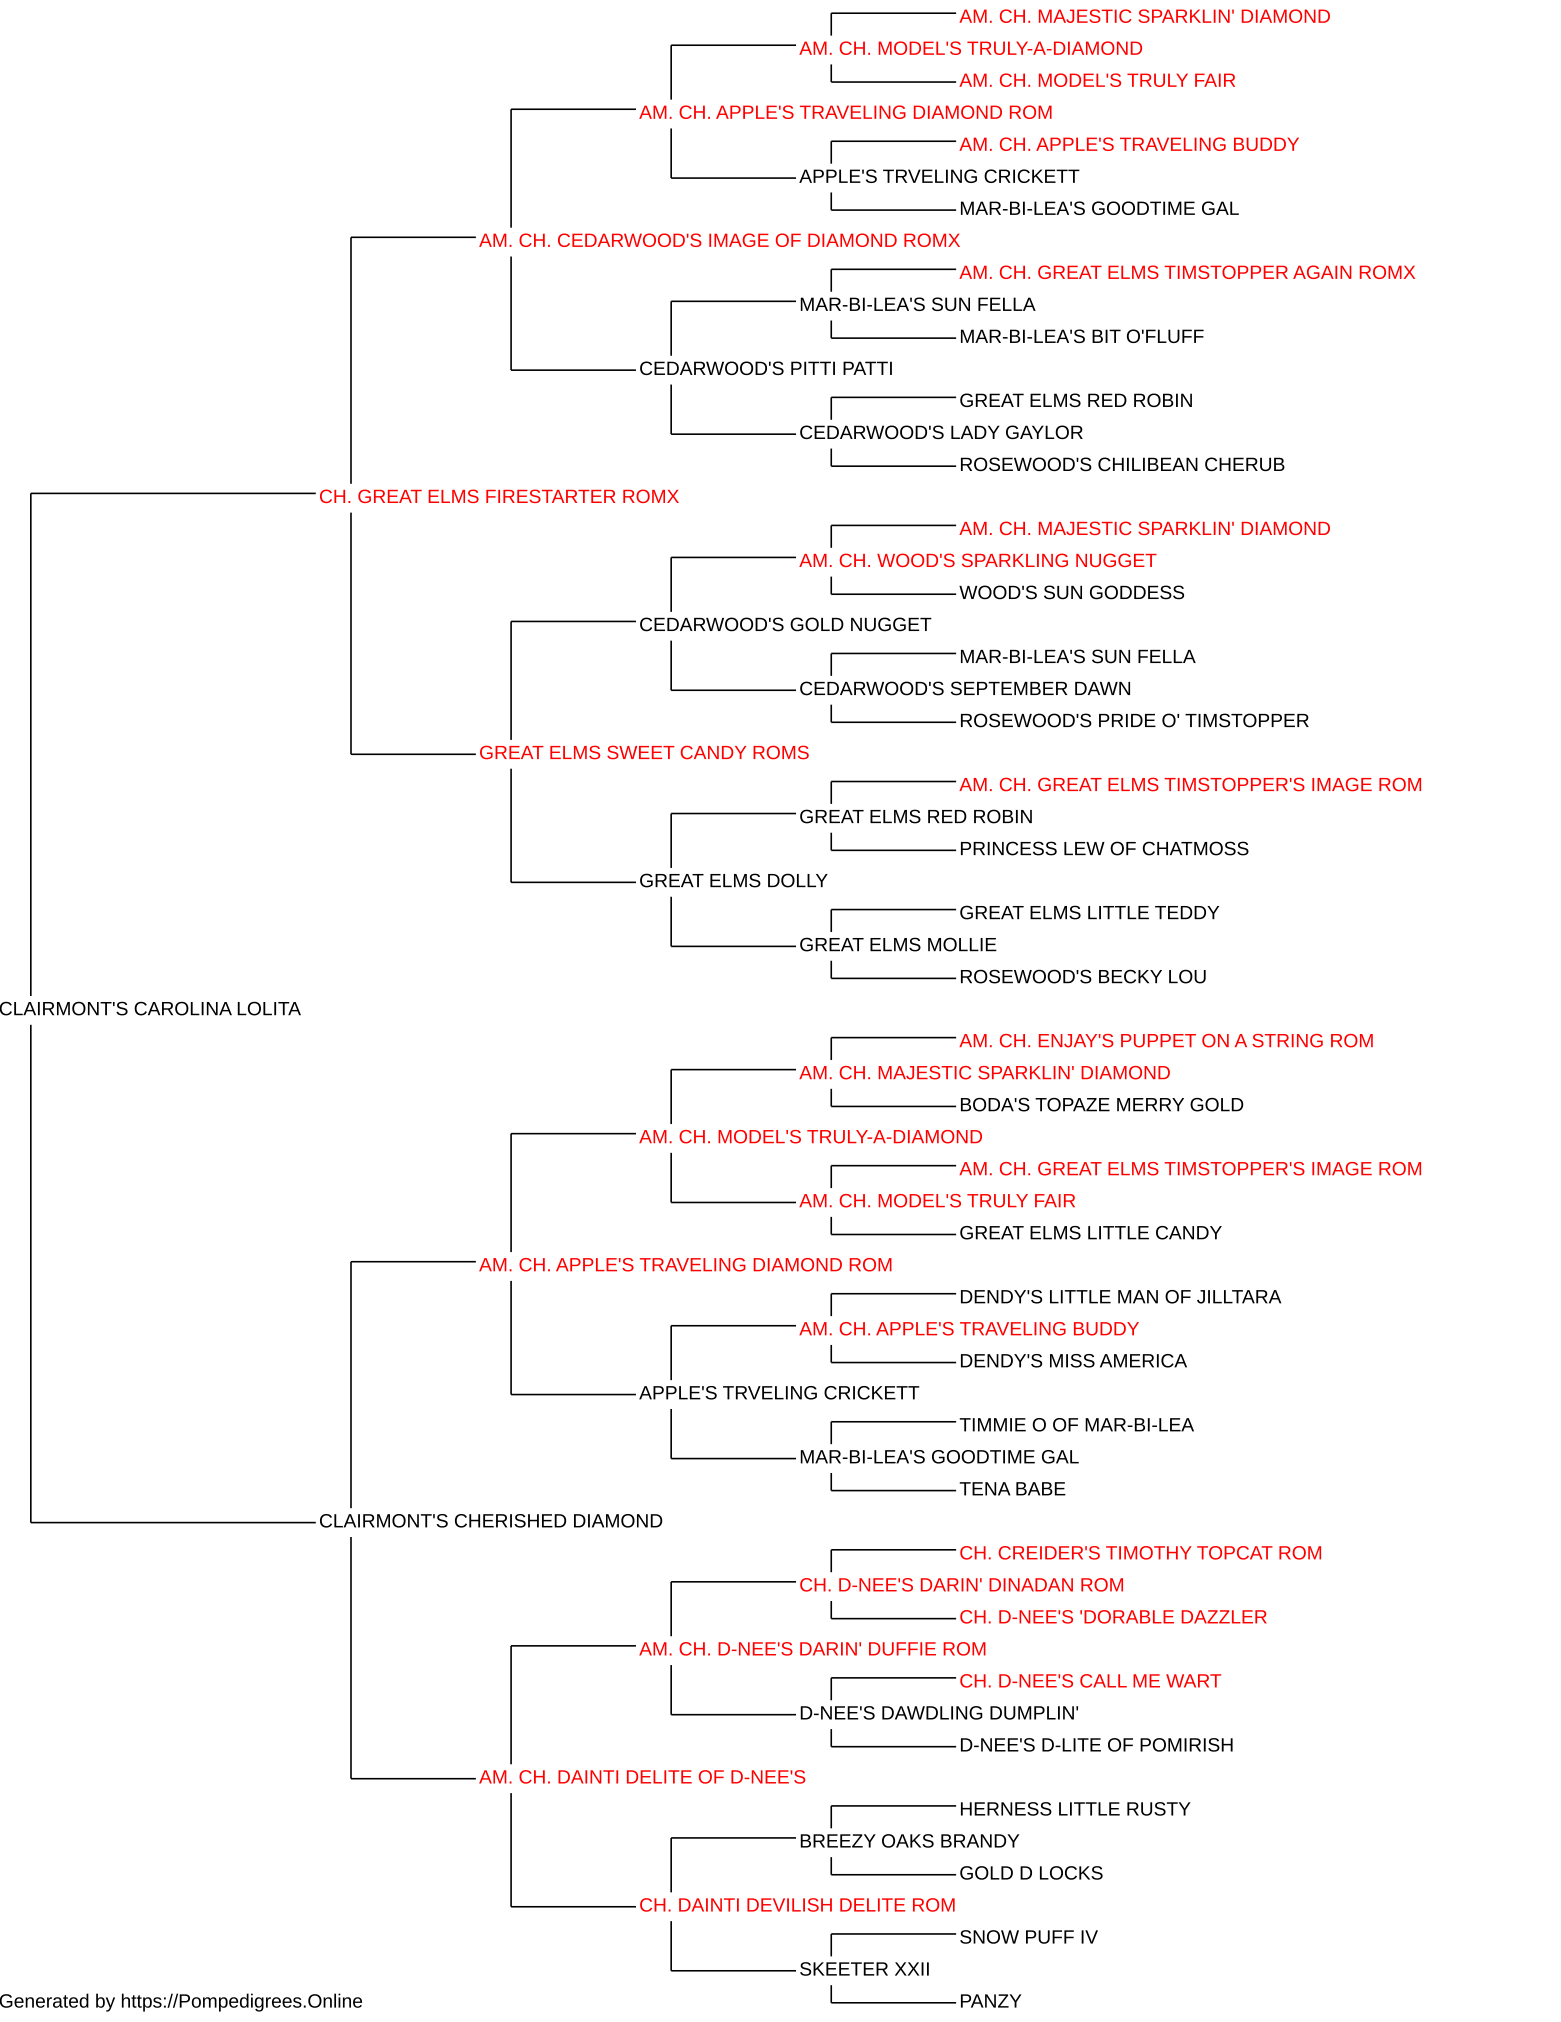 AM. CH. MAJESTIC SPARKLIN' DIAMOND
AM. CH. MODEL'S TRULY-A-DIAMOND
AM. CH. MODEL'S TRULY FAIR
AM. CH. APPLE'S TRAVELING DIAMOND ROM
AM. CH. APPLE'S TRAVELING BUDDY
APPLE'S TRVELING CRICKETT
MAR-BI-LEA'S GOODTIME GAL
AM. CH. CEDARWOOD'S IMAGE OF DIAMOND ROMX
AM. CH. GREAT ELMS TIMSTOPPER AGAIN ROMX
MAR-BI-LEA'S SUN FELLA
MAR-BI-LEA'S BIT O'FLUFF
CEDARWOOD'S PITTI PATTI
GREAT ELMS RED ROBIN
CEDARWOOD'S LADY GAYLOR
ROSEWOOD'S CHILIBEAN CHERUB
CH. GREAT ELMS FIRESTARTER ROMX
AM. CH. MAJESTIC SPARKLIN' DIAMOND
AM. CH. WOOD'S SPARKLING NUGGET
WOOD'S SUN GODDESS
CEDARWOOD'S GOLD NUGGET
MAR-BI-LEA'S SUN FELLA
CEDARWOOD'S SEPTEMBER DAWN
ROSEWOOD'S PRIDE O' TIMSTOPPER
GREAT ELMS SWEET CANDY ROMS
AM. CH. GREAT ELMS TIMSTOPPER'S IMAGE ROM
GREAT ELMS RED ROBIN
PRINCESS LEW OF CHATMOSS
GREAT ELMS DOLLY
GREAT ELMS LITTLE TEDDY
GREAT ELMS MOLLIE
ROSEWOOD'S BECKY LOU
CLAIRMONT'S CAROLINA LOLITA
AM. CH. ENJAY'S PUPPET ON A STRING ROM
AM. CH. MAJESTIC SPARKLIN' DIAMOND
BODA'S TOPAZE MERRY GOLD
AM. CH. MODEL'S TRULY-A-DIAMOND
AM. CH. GREAT ELMS TIMSTOPPER'S IMAGE ROM
AM. CH. MODEL'S TRULY FAIR
GREAT ELMS LITTLE CANDY
AM. CH. APPLE'S TRAVELING DIAMOND ROM
DENDY'S LITTLE MAN OF JILLTARA
AM. CH. APPLE'S TRAVELING BUDDY
DENDY'S MISS AMERICA
APPLE'S TRVELING CRICKETT
TIMMIE O OF MAR-BI-LEA
MAR-BI-LEA'S GOODTIME GAL
TENA BABE
CLAIRMONT'S CHERISHED DIAMOND
CH. CREIDER'S TIMOTHY TOPCAT ROM
CH. D-NEE'S DARIN' DINADAN ROM
CH. D-NEE'S 'DORABLE DAZZLER
AM. CH. D-NEE'S DARIN' DUFFIE ROM
CH. D-NEE'S CALL ME WART
D-NEE'S DAWDLING DUMPLIN'
D-NEE'S D-LITE OF POMIRISH
AM. CH. DAINTI DELITE OF D-NEE'S
HERNESS LITTLE RUSTY
BREEZY OAKS BRANDY
GOLD D LOCKS
CH. DAINTI DEVILISH DELITE ROM
SNOW PUFF IV
SKEETER XXII
PANZY
Generated by https://Pompedigrees.Online